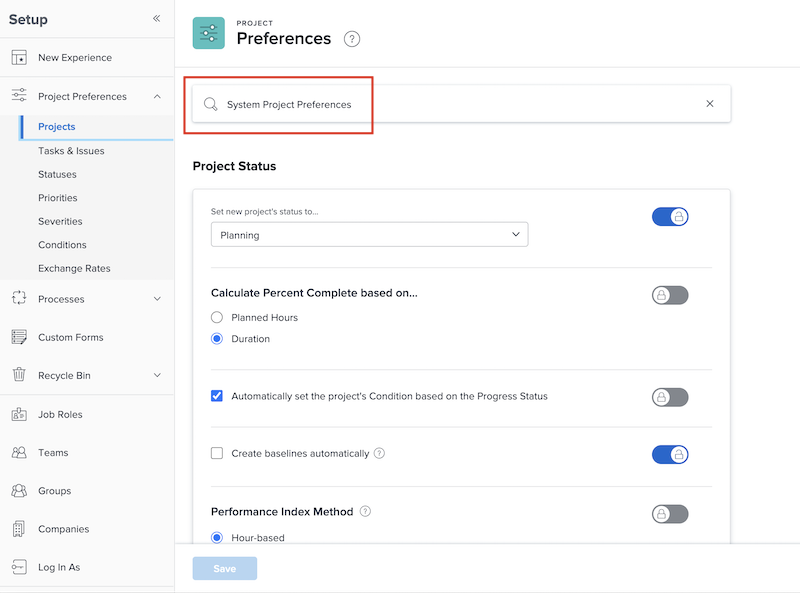 Setup
New Experience
Project Preferences
Projects
Tasks & Issues
Statuses
Priorities
Severities
Conditions
Exchange Rates
Processes
Custom Forms
Recycle Bin
Job Roles
Teams
Groups
Companies
Log In As
PROJECT
Preferences ?
System Project Preferences
Project Status
Set new project's status to...
Planning
Calculate Percent Complete based on...
Planned Hours
Duration
Automatically set the project's Condition based on the Progress Status
Create baselines automatically ?
Performance Index Method ?
Hour-based
Save